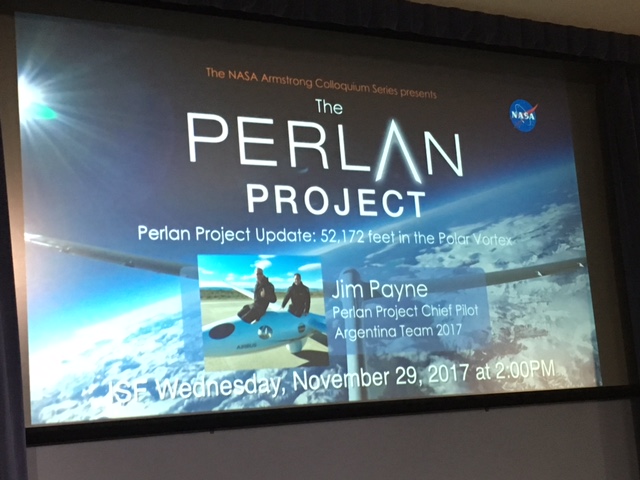 The NASA Armstrong Colloquium Series presents
The
NASA
PERLAN
PROJECT
Perlan Project Update: 52,172 feet in the Polar Vortex
Jim Payne
Perlan Project Chief Pilot
Argentina Team 2017
ISF Wednesday, November 29, 2017 at 2:00PM